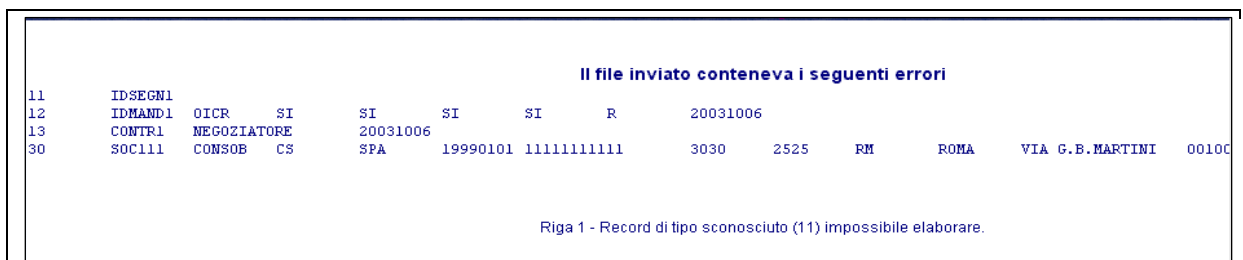 Il file inviato conteneva i seguenti errori
11 IDSEGN1
12 IDMAND1 OICR SI SI SI SI R 20031006
13 CONTR1 NEGOZIATORE 20031006
30 SOC111 CONSOB CS SPA 19990101 11111111111 3030 2525 RM ROMA VIA G.B.MARTINI 00100
Riga 1 - Record di tipo sconosciuto (11) impossibile elaborare.